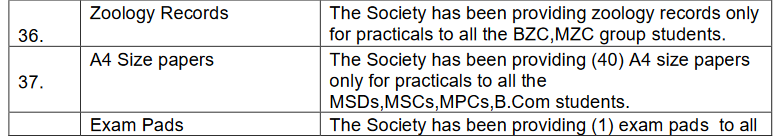 Zoology Records The Society has been providing zoology records only
36. for practicals to all the BZC,MZC group students.
A4 Size papers The Society has been providing (40) A4 size papers
37. only for practicals to all the
MSDs,MSCs,MPCs,B.Com students.
Exam Pads The Society has been providing (1) exam pads to all